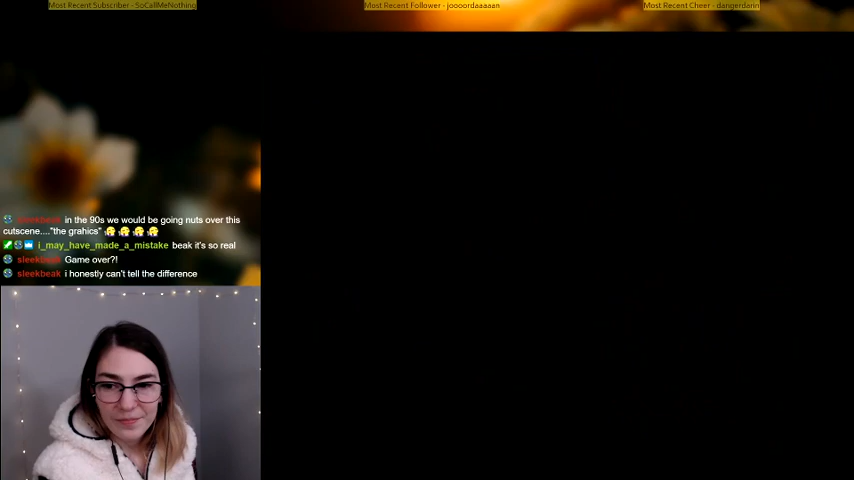 Most Recent Subscriber - SoCallMeNothing
Most Recent Follower - joooordaaaaan
Most Recent Cheer - dangerdarin
sleekbeak in the 90s we would be going nuts over this
cutscene...."the grahics"
i_may_have_made_a_mistake beak it's so real
sleekbeak Game over?!
sleekbeak i honestly can't tell the difference